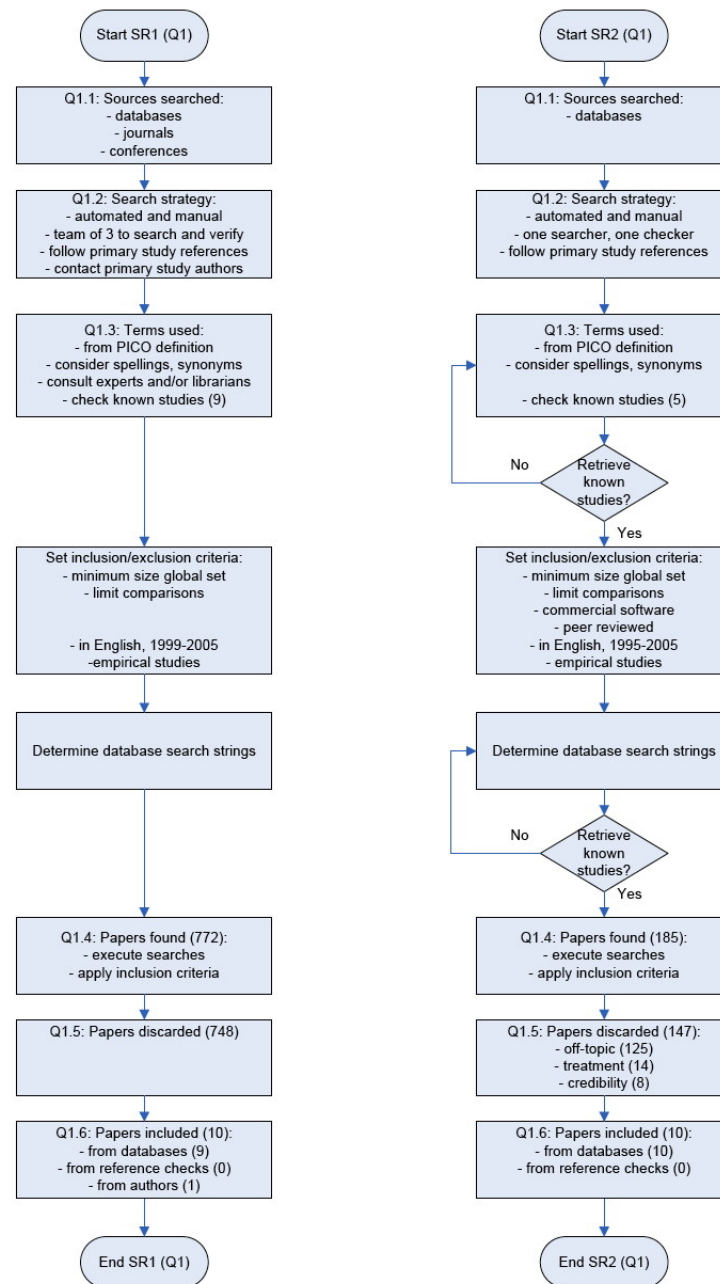 Start SR1 (Q1)
Q1.1: Sources searched:
- databases
- journals
- conferences
Q1.2: Search strategy:
- automated and manual
- team of 3 to search and verify
- follow primary study references
- contact primary study authors
Q1.3: Terms used:
- from PICO definition
- consider spellings, synonyms
- consult experts and/or librarians
- check known studies (9)
Set inclusion/exclusion criteria:
- minimum size global set
- limit comparisons
- in English, 1999-2005
-empirical studies
Determine database search strings
Q1.4: Papers found (772):
- execute searches
- apply inclusion criteria
Q1.5: Papers discarded (748)
Q1.6: Papers included (10):
- from databases (9)
- from reference checks (0)
- from authors (1)
End SR1 (Q1)
Start SR2 (Q1)
Q1.1: Sources searched:
- databases
Q1.2: Search strategy:
- automated and manual
- one searcher, one checker
- follow primary study references
Q1.3: Terms used:
- from PICO definition
- consider spellings, synonyms
- check known studies (5)
No
Retrieve
known
studies?
Yes
Set inclusion/exclusion criteria:
- minimum size global set
- limit comparisons
- commercial software
- peer reviewed
- in English, 1995-2005
- empirical studies
Determine database search strings
No
Retrieve
known
studies?
Yes
Q1.4: Papers found (185):
- execute searches
- apply inclusion criteria
Q1.5: Papers discarded (147):
- off-topic (125)
- treatment (14)
- credibility (8)
Q1.6: Papers included (10):
- from databases (10)
- from reference checks (0)
End SR2 (Q1)